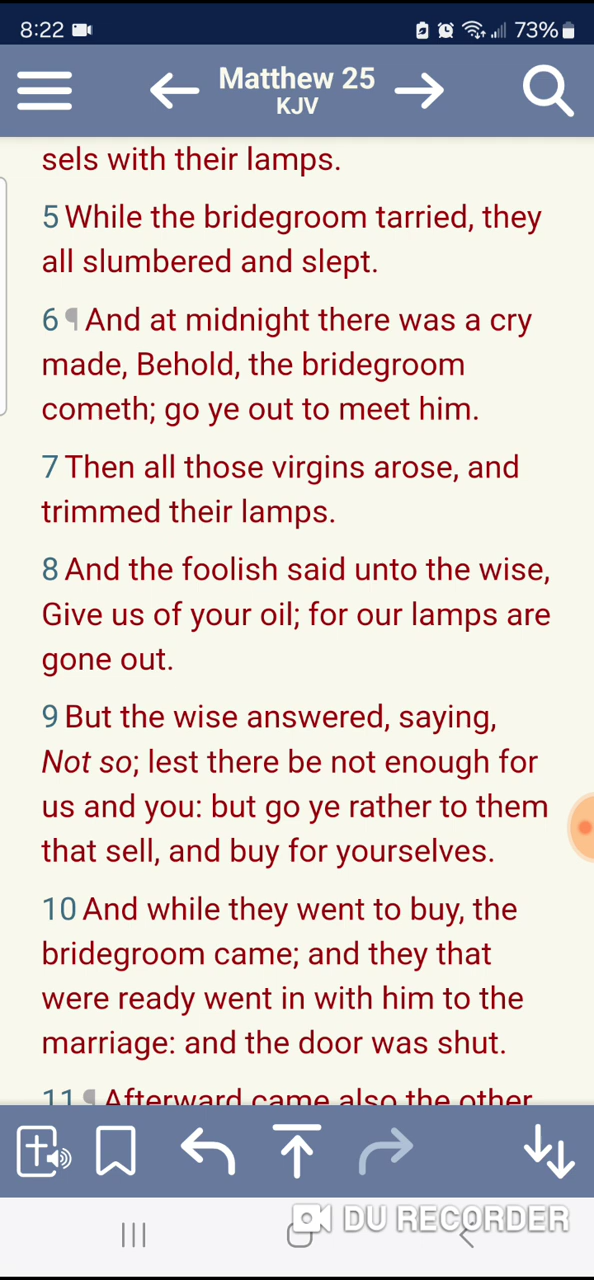 8:22
73%
Matthew 25
KJV
sels with their lamps.
5 While the bridegroom tarried, they
all slumbered and slept.
6 ¶ And at midnight there was a cry
made, Behold, the bridegroom
cometh; go ye out to meet him.
7 Then all those virgins arose, and
trimmed their lamps.
8 And the foolish said unto the wise,
Give us of your oil; for our lamps are
gone out.
9 But the wise answered, saying,
Not so; lest there be not enough for
us and you: but go ye rather to them
that sell, and buy for yourselves.
10 And while they went to buy, the
bridegroom came; and they that
were ready went in with him to the
marriage: and the door was shut.
11 ¶ Afterward came also the other
DU RECORDER